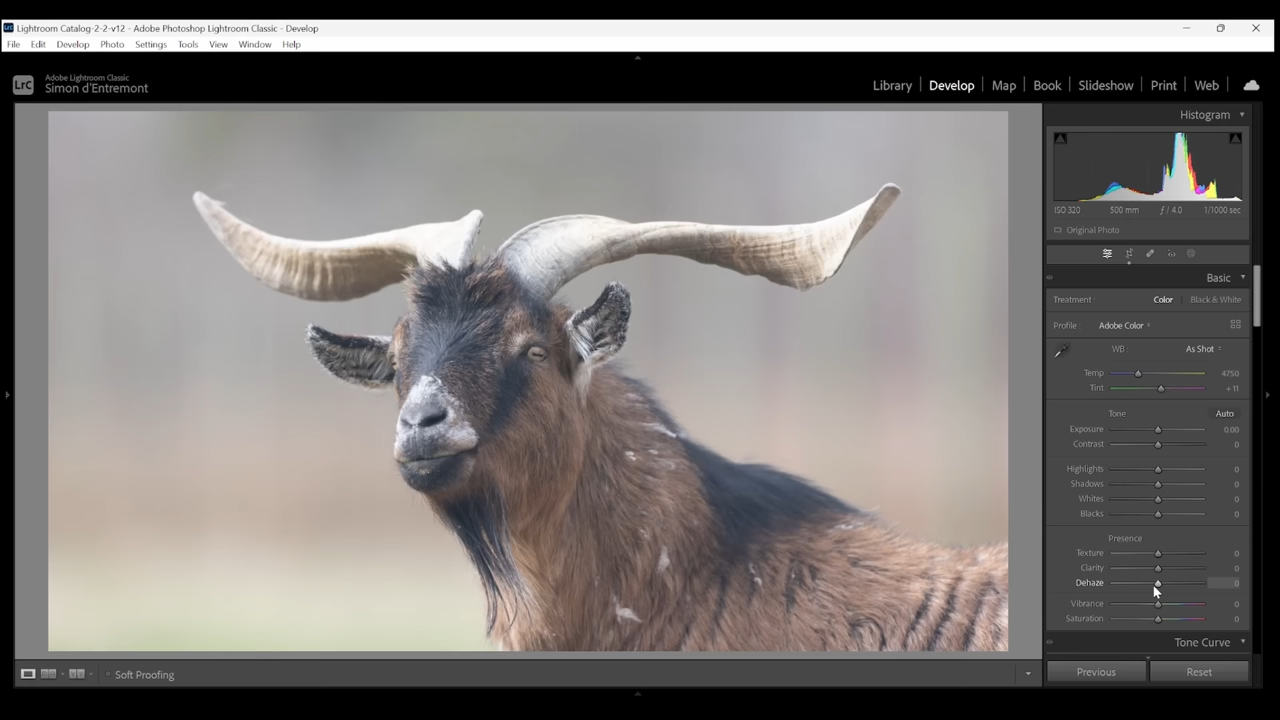 Lightroom Catalog-2-2-v12 - Adobe Photoshop Lightroom Classic - Develop
File Edit Develop Photo Settings Tools View Window Help
LrC
Adobe Lightroom Classic
Simon d'Entremont
Library Develop Map Book Slideshow Print Web
Histogram
ISO 320 500 mm ƒ / 4.0 1/1000 sec
Original Photo
Basic
Treatment: Color Black & White
Profile: Adobe Color
WB: As Shot
Temp 4750
Tint + 11
Tone Auto
Exposure 0.00
Contrast 0
Highlights 0
Shadows 0
Whites 0
Blacks 0
Presence
Texture 0
Clarity 0
Dehaze 0
Vibrance 0
Saturation 0
Tone Curve
Soft Proofing
Previous Reset